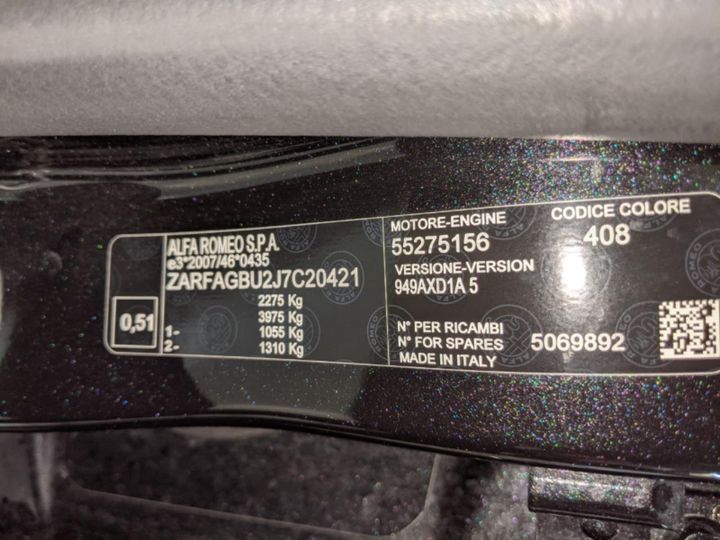 ALFA ROMEO S.P.A.
e3*2007/46*0435
ZARFAGBU2J7C20421
2275 Kg
3975 Kg
1- 1055 Kg
2- 1310 Kg
0,51
MOTORE-ENGINE
55275156
CODICE COLORE
408
VERSIONE-VERSION
949AXD1A 5
N° PER RICAMBI
N° FOR SPARES
5069892
MADE IN ITALY